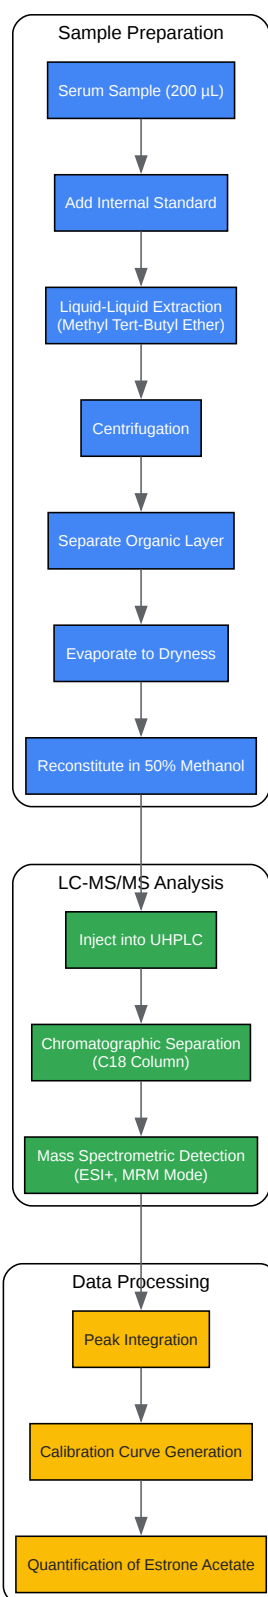 Sample Preparation
Serum Sample (200 µL)
Add Internal Standard
Liquid-Liquid Extraction
(Methyl Tert-Butyl Ether)
Centrifugation
Separate Organic Layer
Evaporate to Dryness
Reconstitute in 50% Methanol
LC-MS/MS Analysis
Inject into UHPLC
Chromatographic Separation
(C18 Column)
Mass Spectrometric Detection
(ESI+, MRM Mode)
Data Processing
Peak Integration
Calibration Curve Generation
Quantification of Estrone Acetate